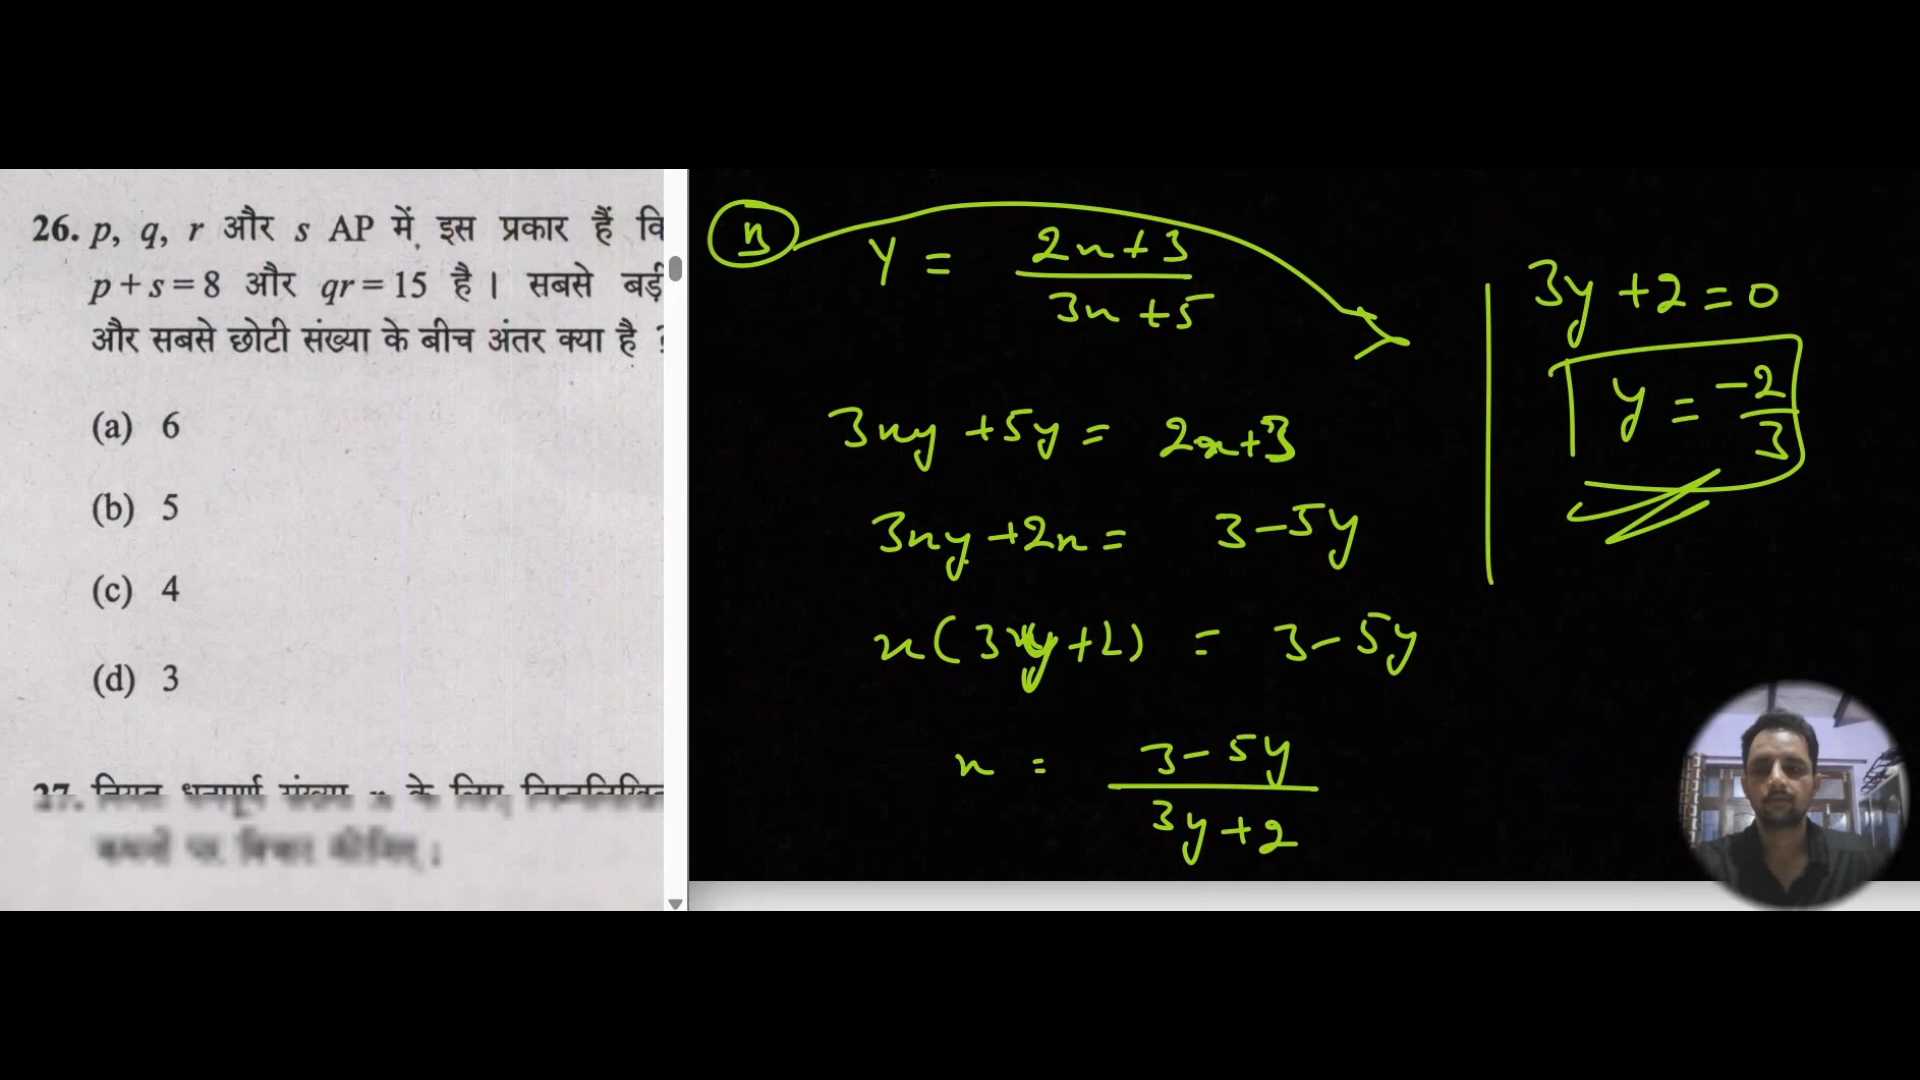 26. p, q, r और s AP में, इस प्रकार हैं कि
p + s = 8 और qr = 15 है । सबसे बड़ी
और सबसे छोटी संख्या के बीच अंतर क्या है ?
(a) 6
(b) 5
(c) 4
(d) 3
27.
n
y = (2x+3)/(3x+5)
3xy + 5y = 2x+3
3xy + 2x = 3 - 5y
x(3y+2) = 3 - 5y
x = (3 - 5y)/(3y+2)
3y + 2 = 0
y = -2/3